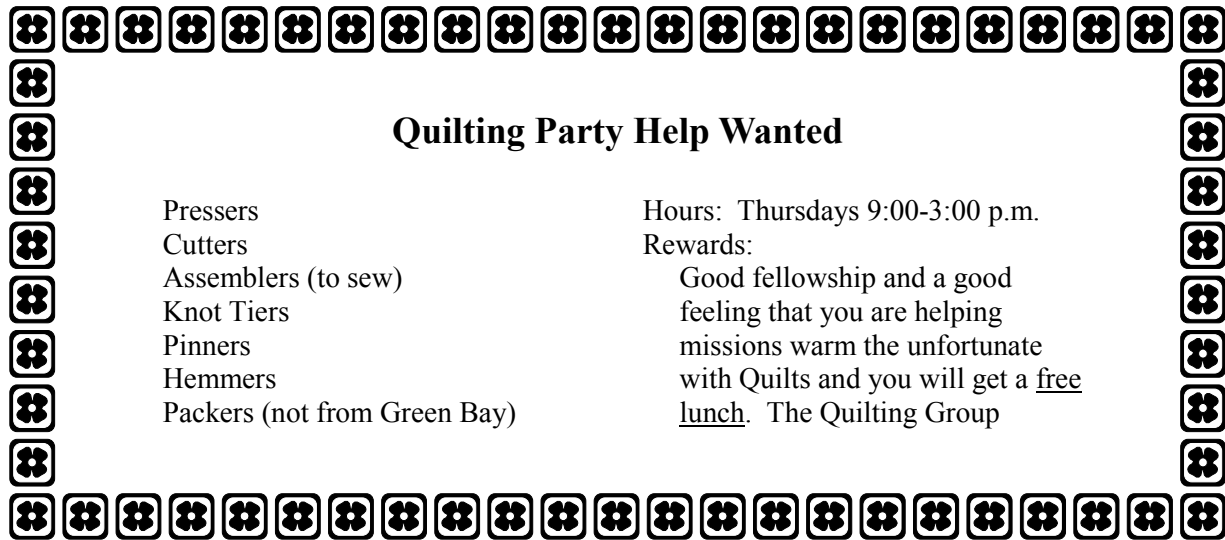 Quilting Party Help Wanted
Pressers
Cutters
Assemblers (to sew)
Knot Tiers
Pinners
Hemmers
Packers (not from Green Bay)
Hours:  Thursdays 9:00-3:00 p.m.
Rewards:
Good fellowship and a good
feeling that you are helping
missions warm the unfortunate
with Quilts and you will get a free
lunch.  The Quilting Group